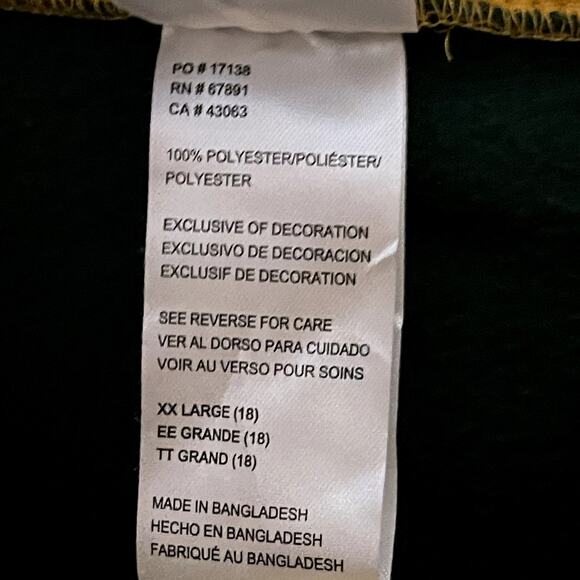 PO # 17138
RN # 67891
CA # 43063
100% POLYESTER/POLIÉSTER/
POLYESTER
EXCLUSIVE OF DECORATION
EXCLUSIVO DE DECORACION
EXCLUSIF DE DECORATION
SEE REVERSE FOR CARE
VER AL DORSO PARA CUIDADO
VOIR AU VERSO POUR SOINS
XX LARGE (18)
EE GRANDE (18)
TT GRAND (18)
MADE IN BANGLADESH
HECHO EN BANGLADESH
FABRIQUÉ AU BANGLADESH